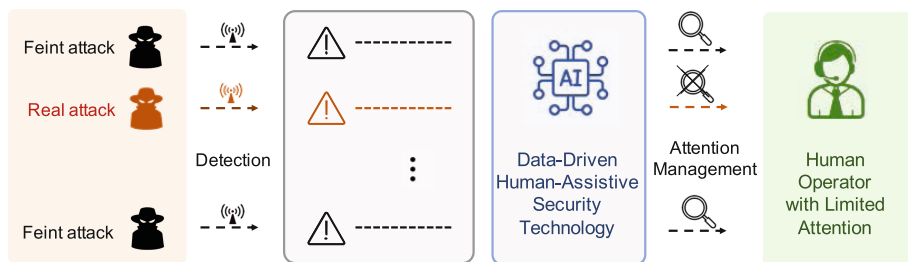 Feint attack
Real attack
Feint attack
Detection
AI
Data-Driven
Human-Assistive
Security
Technology
Attention
Management
Human
Operator
with Limited
Attention